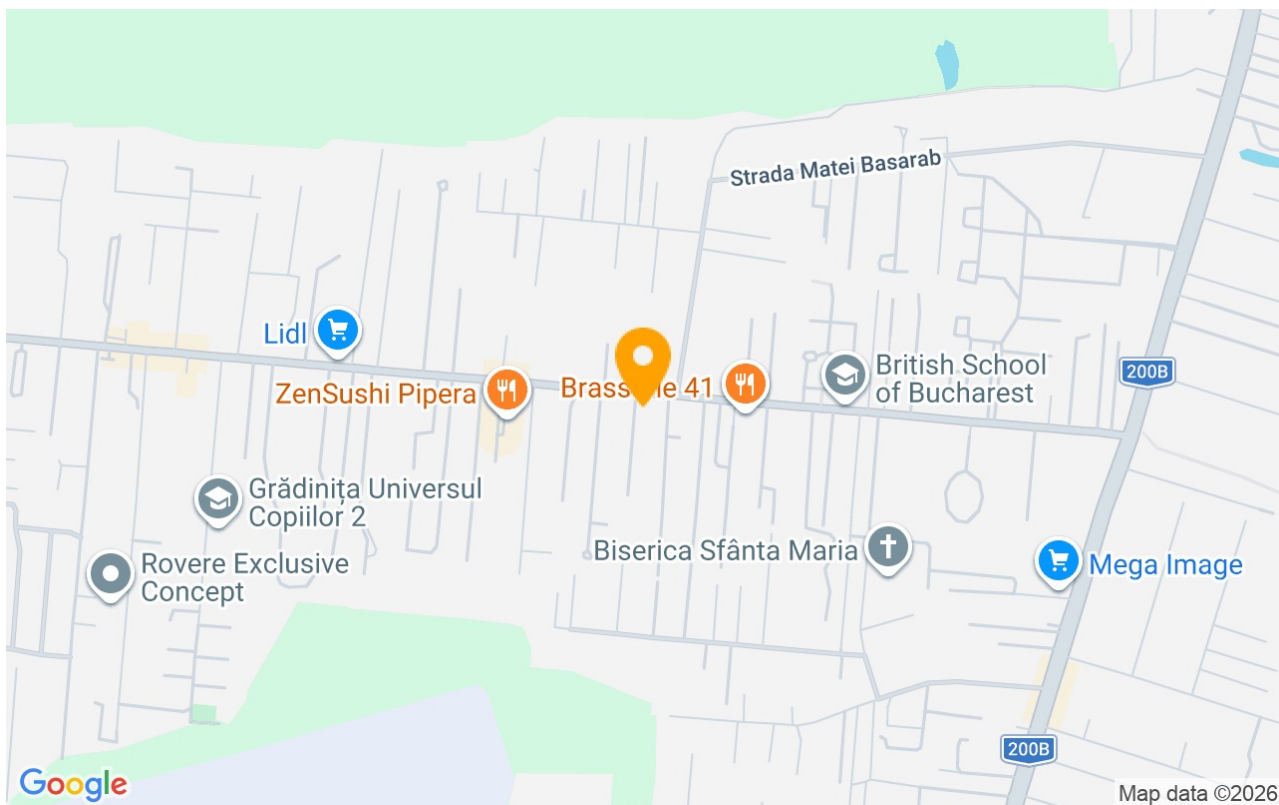 Strada Matei Basarab
Lidl
British School
of Bucharest
200B
ZenSushi Pipera
41
Grădinița Universul
Copiilor 2
Biserica Sfânta Maria
Mega Image
Rovere Exclusive
Concept
200B
Google
Map data ©2026